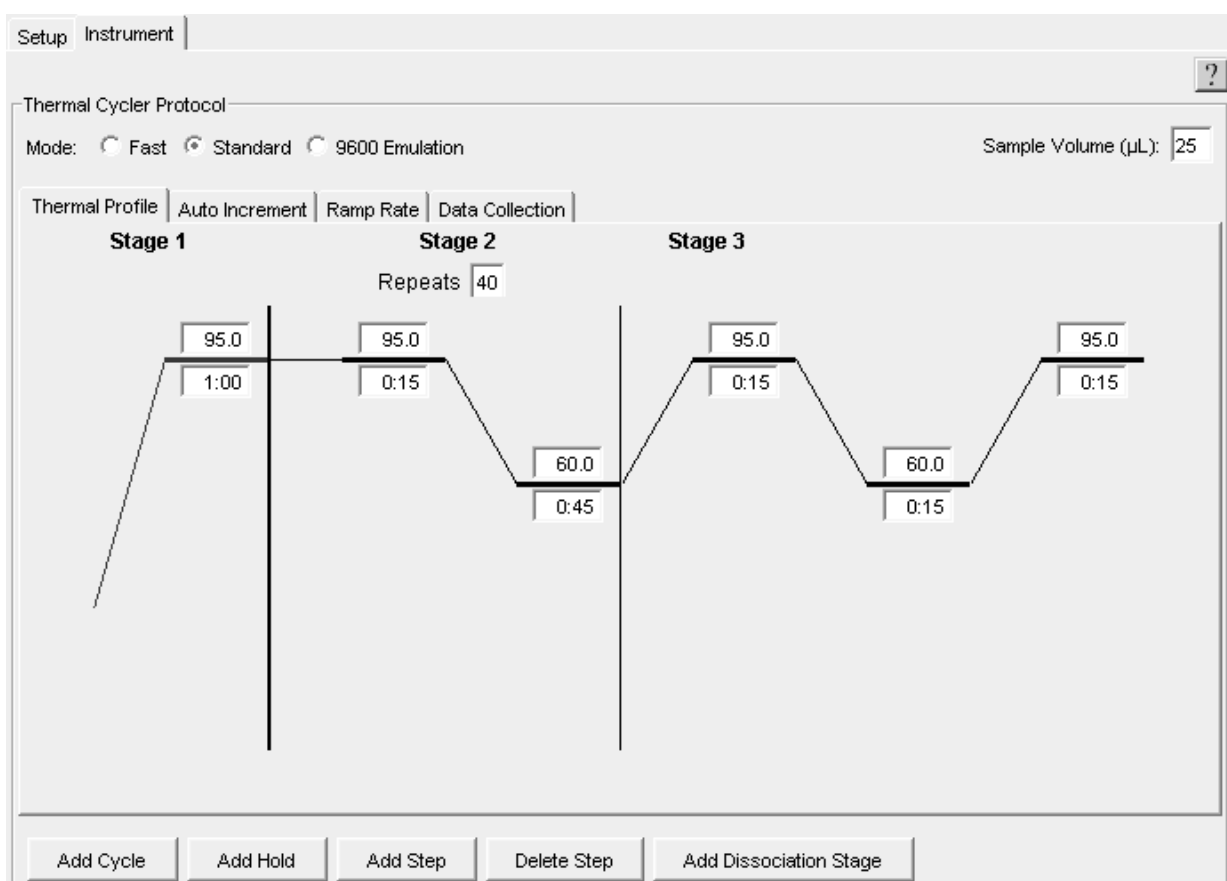 Setup Instrument
?
Thermal Cycler Protocol
Mode: Fast Standard 9600 Emulation Sample Volume (µL): 25
Thermal Profile Auto Increment Ramp Rate Data Collection
Stage 1 Stage 2 Stage 3
Repeats 40
95.0 95.0 95.0 95.0
1:00 0:15 0:15 0:15
60.0 60.0
0:45 0:15
Add Cycle Add Hold Add Step Delete Step Add Dissociation Stage